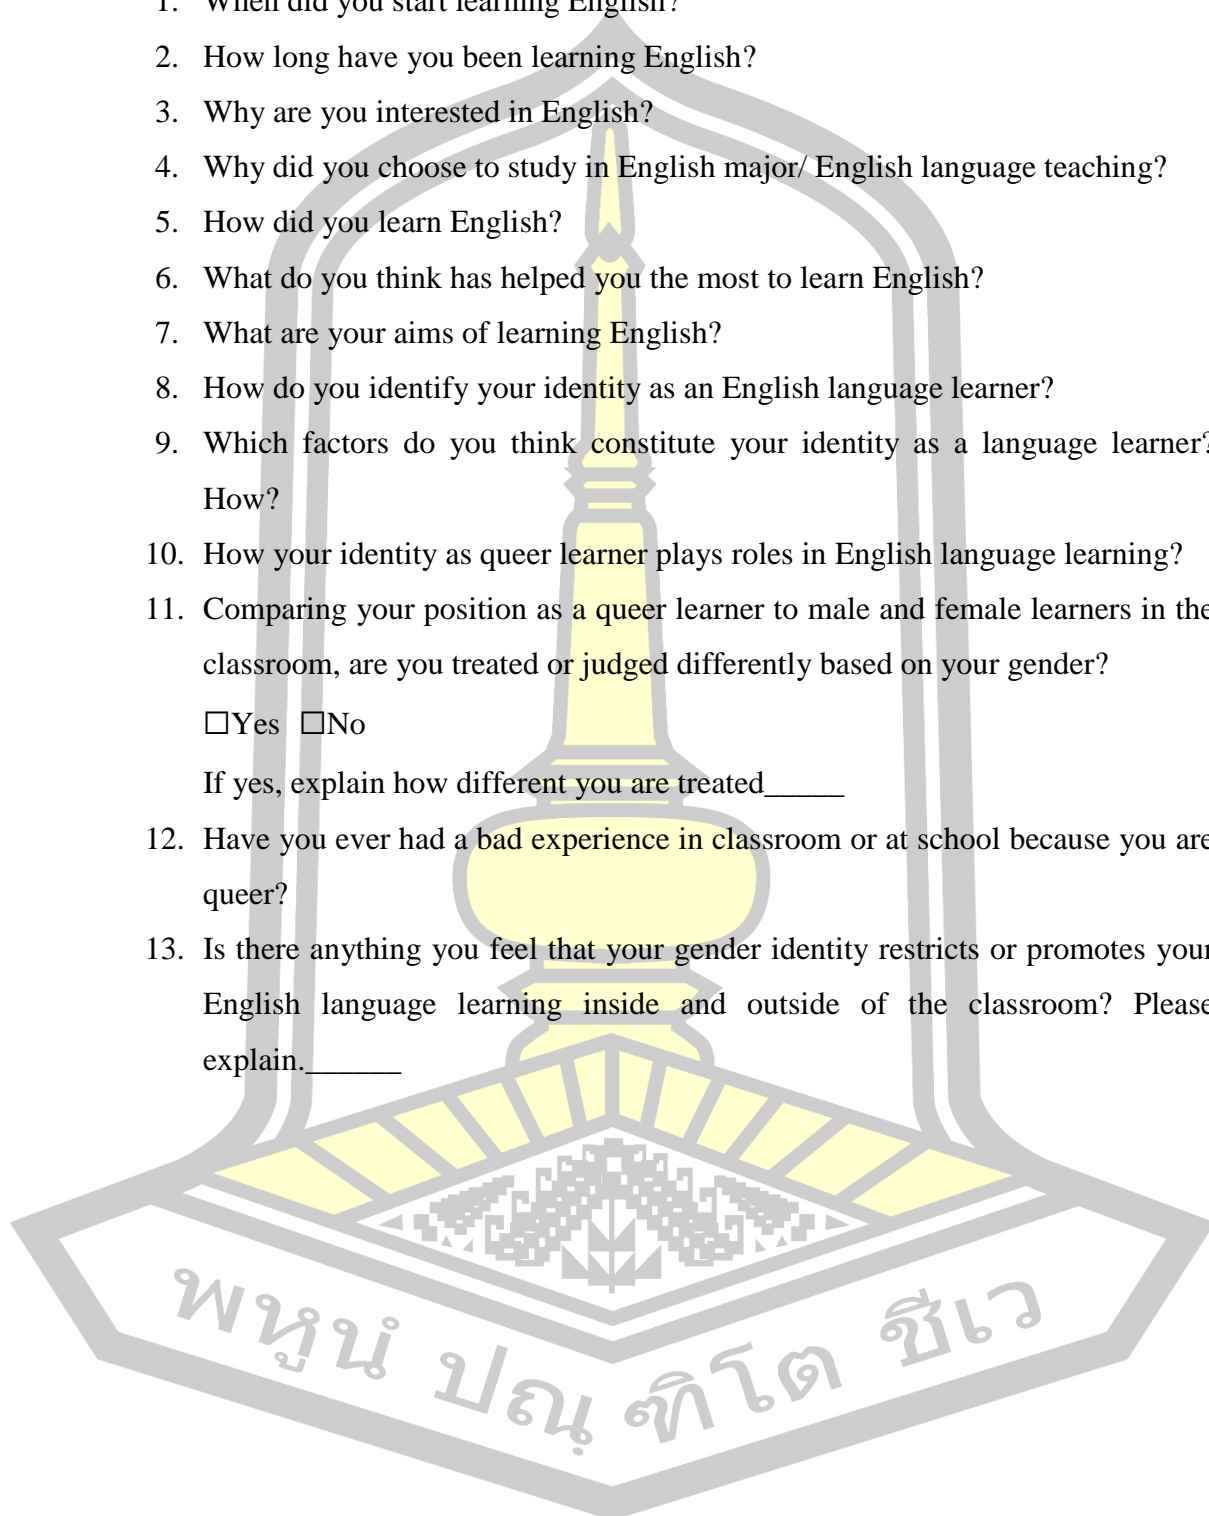 1. When did you start learning English?
2. How long have you been learning English?
3. Why are you interested in English?
4. Why did you choose to study in English major/ English language teaching?
5. How did you learn English?
6. What do you think has helped you the most to learn English?
7. What are your aims of learning English?
8. How do you identify your identity as an English language learner?
9. Which factors do you think constitute your identity as a language learner?
How?
10. How your identity as queer learner plays roles in English language learning?
11. Comparing your position as a queer learner to male and female learners in the
classroom, are you treated or judged differently based on your gender?
☐Yes ☐No
If yes, explain how different you are treated_____
12. Have you ever had a bad experience in classroom or at school because you are
queer?
13. Is there anything you feel that your gender identity restricts or promotes your
English language learning inside and outside of the classroom? Please
explain.______
พหูนํ ปณฺฑิโต ชีเว